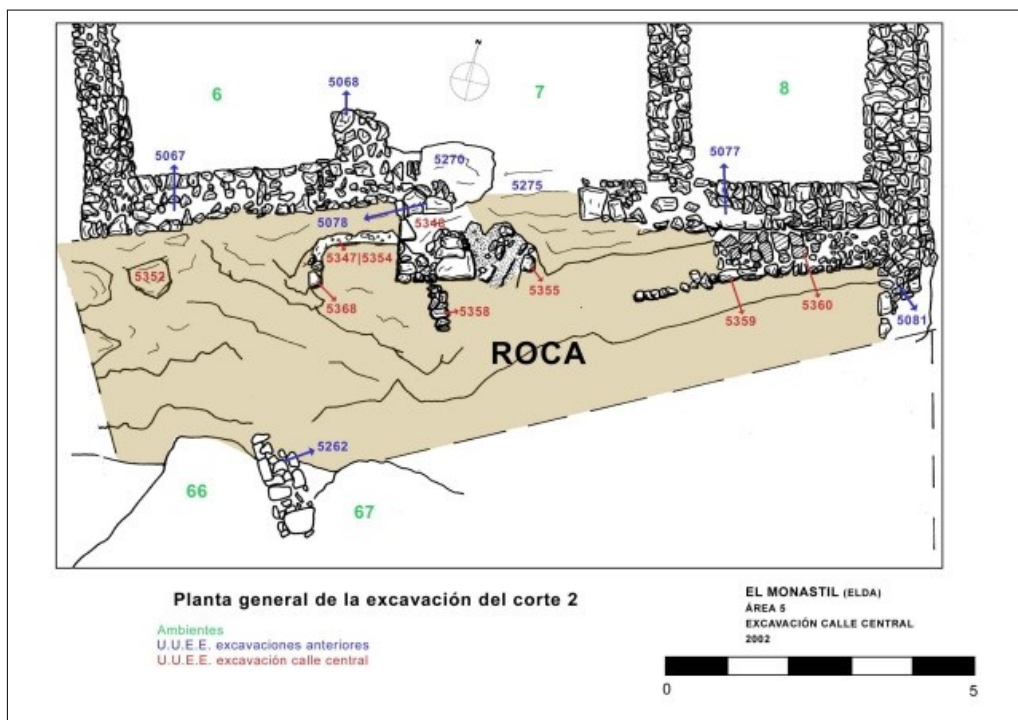 N
6
5068
7
8
5067
5270
5077
5275
5078
5348
5352
5347|5354
5368
5355
5358
5359
5360
5081
ROCA
5262
66
67
Planta general de la excavación del corte 2
Ambientes
U.U.E.E. excavaciones anteriores
U.U.E.E. excavación calle central
EL MONASTIL (ELDA)
ÁREA 5
EXCAVACIÓN CALLE CENTRAL
2002
0 5